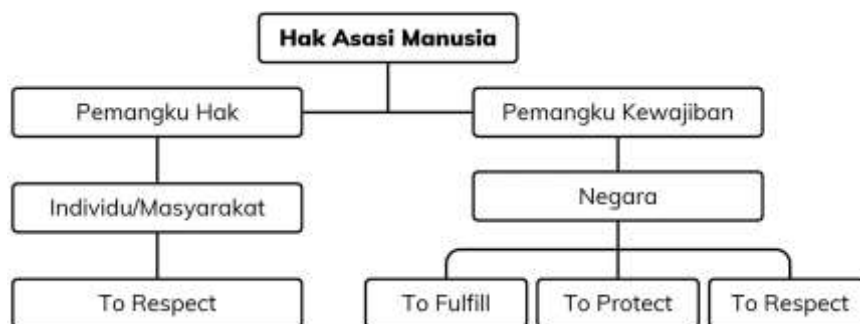 Hak Asasi Manusia
Pemangku Hak
Pemangku Kewajiban
Individu/Masyarakat
Negara
To Respect
To Fulfill
To Protect
To Respect